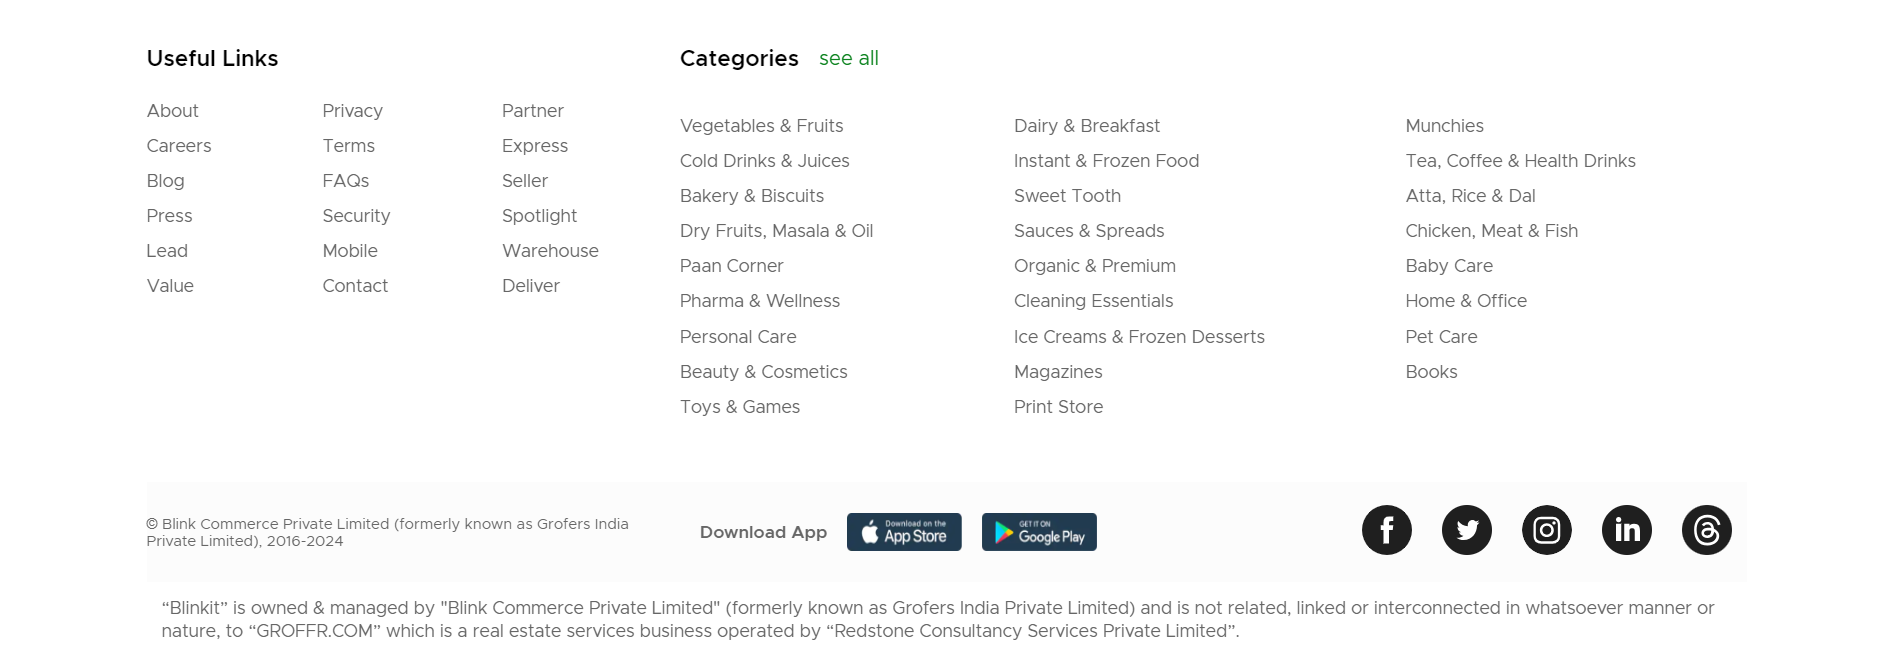 Useful Links
About
Careers
Blog
Press
Lead
Value
Privacy
Terms
FAQs
Security
Mobile
Contact
Partner
Express
Seller
Spotlight
Warehouse
Deliver
Categories see all
Vegetables & Fruits
Cold Drinks & Juices
Bakery & Biscuits
Dry Fruits, Masala & Oil
Paan Corner
Pharma & Wellness
Personal Care
Beauty & Cosmetics
Toys & Games
Dairy & Breakfast
Instant & Frozen Food
Sweet Tooth
Sauces & Spreads
Organic & Premium
Cleaning Essentials
Ice Creams & Frozen Desserts
Magazines
Print Store
Munchies
Tea, Coffee & Health Drinks
Atta, Rice & Dal
Chicken, Meat & Fish
Baby Care
Home & Office
Pet Care
Books
© Blink Commerce Private Limited (formerly known as Grofers India
Private Limited), 2016-2024
Download App
Download on the
App Store
GET IT ON
Google Play
“Blinkit” is owned & managed by "Blink Commerce Private Limited" (formerly known as Grofers India Private Limited) and is not related, linked or interconnected in whatsoever manner or
nature, to “GROFFR.COM” which is a real estate services business operated by “Redstone Consultancy Services Private Limited”.